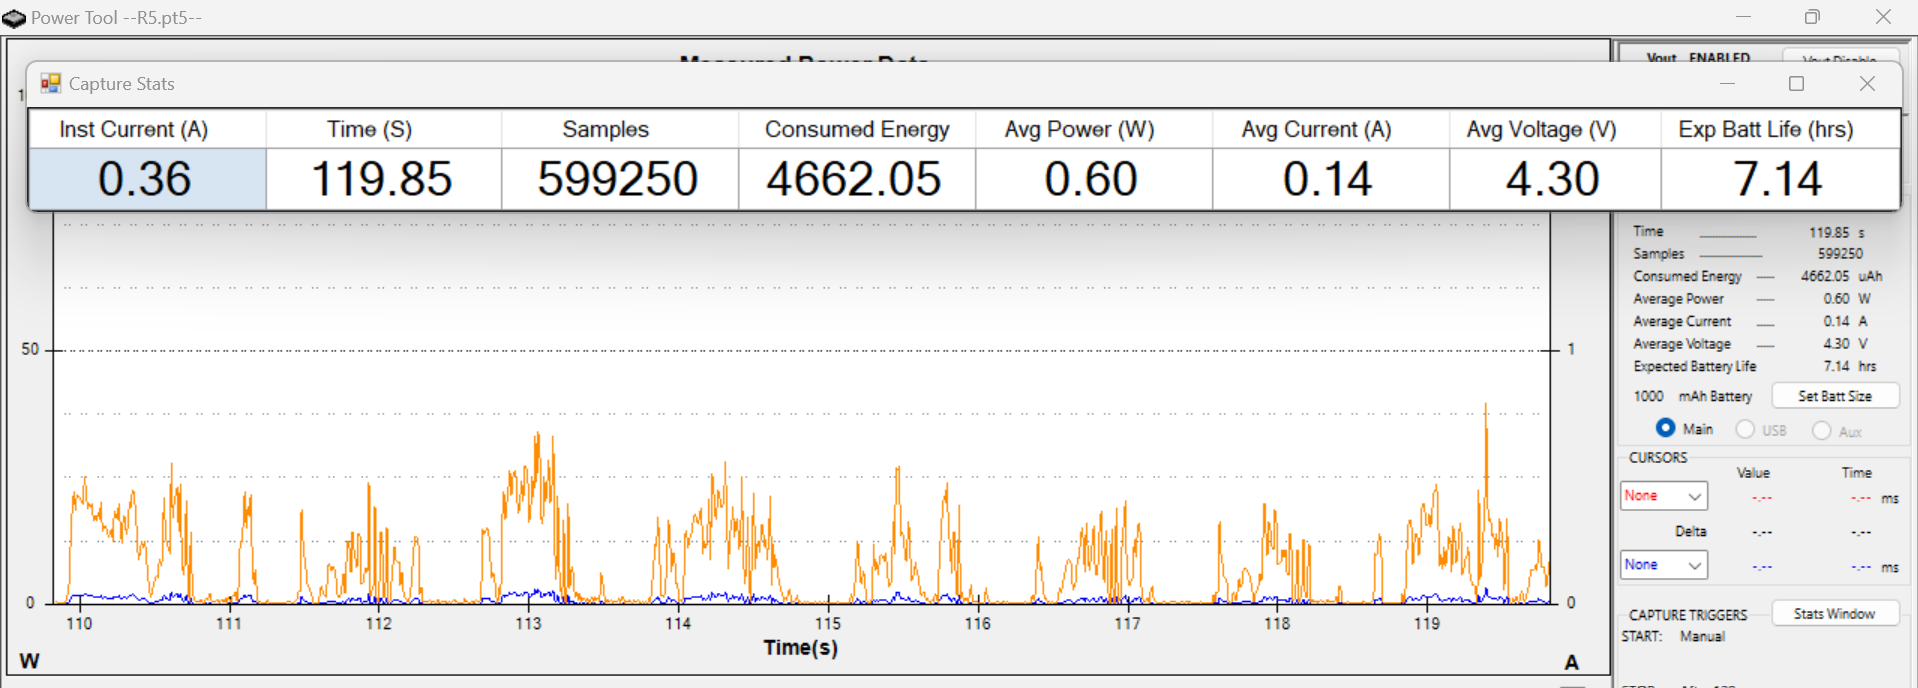 Power Tool --R5.pt5--
Measured Power Data
Vout ENABLED
Vout Disable
Capture Stats
Inst Current (A) Time (S) Samples Consumed Energy Avg Power (W) Avg Current (A) Avg Voltage (V) Exp Batt Life (hrs)
0.36 119.85 599250 4662.05 0.60 0.14 4.30 7.14
Time 119.85 s
Samples 599250
Consumed Energy 4662.05 uAh
Average Power 0.60 W
Average Current 0.14 A
Average Voltage 4.30 V
Expected Battery Life 7.14 hrs
1000 mAh Battery Set Batt Size
Main USB Aux
CURSORS
Value Time
None -.-- -.-- ms
Delta -.-- -.--
None -.-- -.-- ms
CAPTURE TRIGGERS Stats Window
START: Manual
50 1
0 0
110 111 112 113 114 115 116 117 118 119
Time(s)
W A